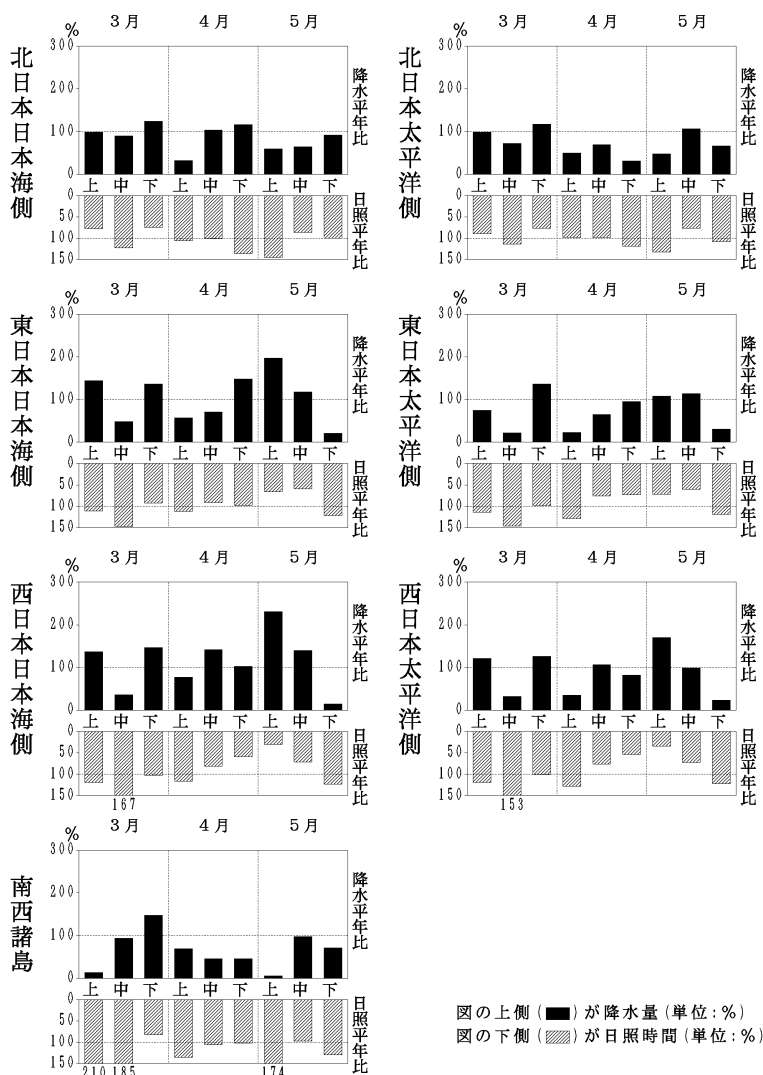 北日本日本海側
%
3月 4月 5月
300
200
100
0
降水平年比
上 中 下 上 中 下 上 中 下
0
50
100
150
日照平年比
北日本太平洋側
%
3月 4月 5月
300
200
100
0
降水平年比
上 中 下 上 中 下 上 中 下
0
50
100
150
日照平年比
東日本日本海側
%
3月 4月 5月
300
200
100
0
降水平年比
上 中 下 上 中 下 上 中 下
0
50
100
150
日照平年比
東日本太平洋側
%
3月 4月 5月
300
200
100
0
降水平年比
上 中 下 上 中 下 上 中 下
0
50
100
150
日照平年比
西日本日本海側
%
3月 4月 5月
300
200
100
0
降水平年比
上 中 下 上 中 下 上 中 下
0
50
100
150
167
日照平年比
西日本太平洋側
%
3月 4月 5月
300
200
100
0
降水平年比
上 中 下 上 中 下 上 中 下
0
50
100
150
153
日照平年比
南西諸島
%
3月 4月 5月
300
200
100
0
降水平年比
上 中 下 上 中 下 上 中 下
0
50
100
150
210 185 174
日照平年比
図の上側(■)が降水量(単位:%)
図の下側(▨)が日照時間(単位:%)